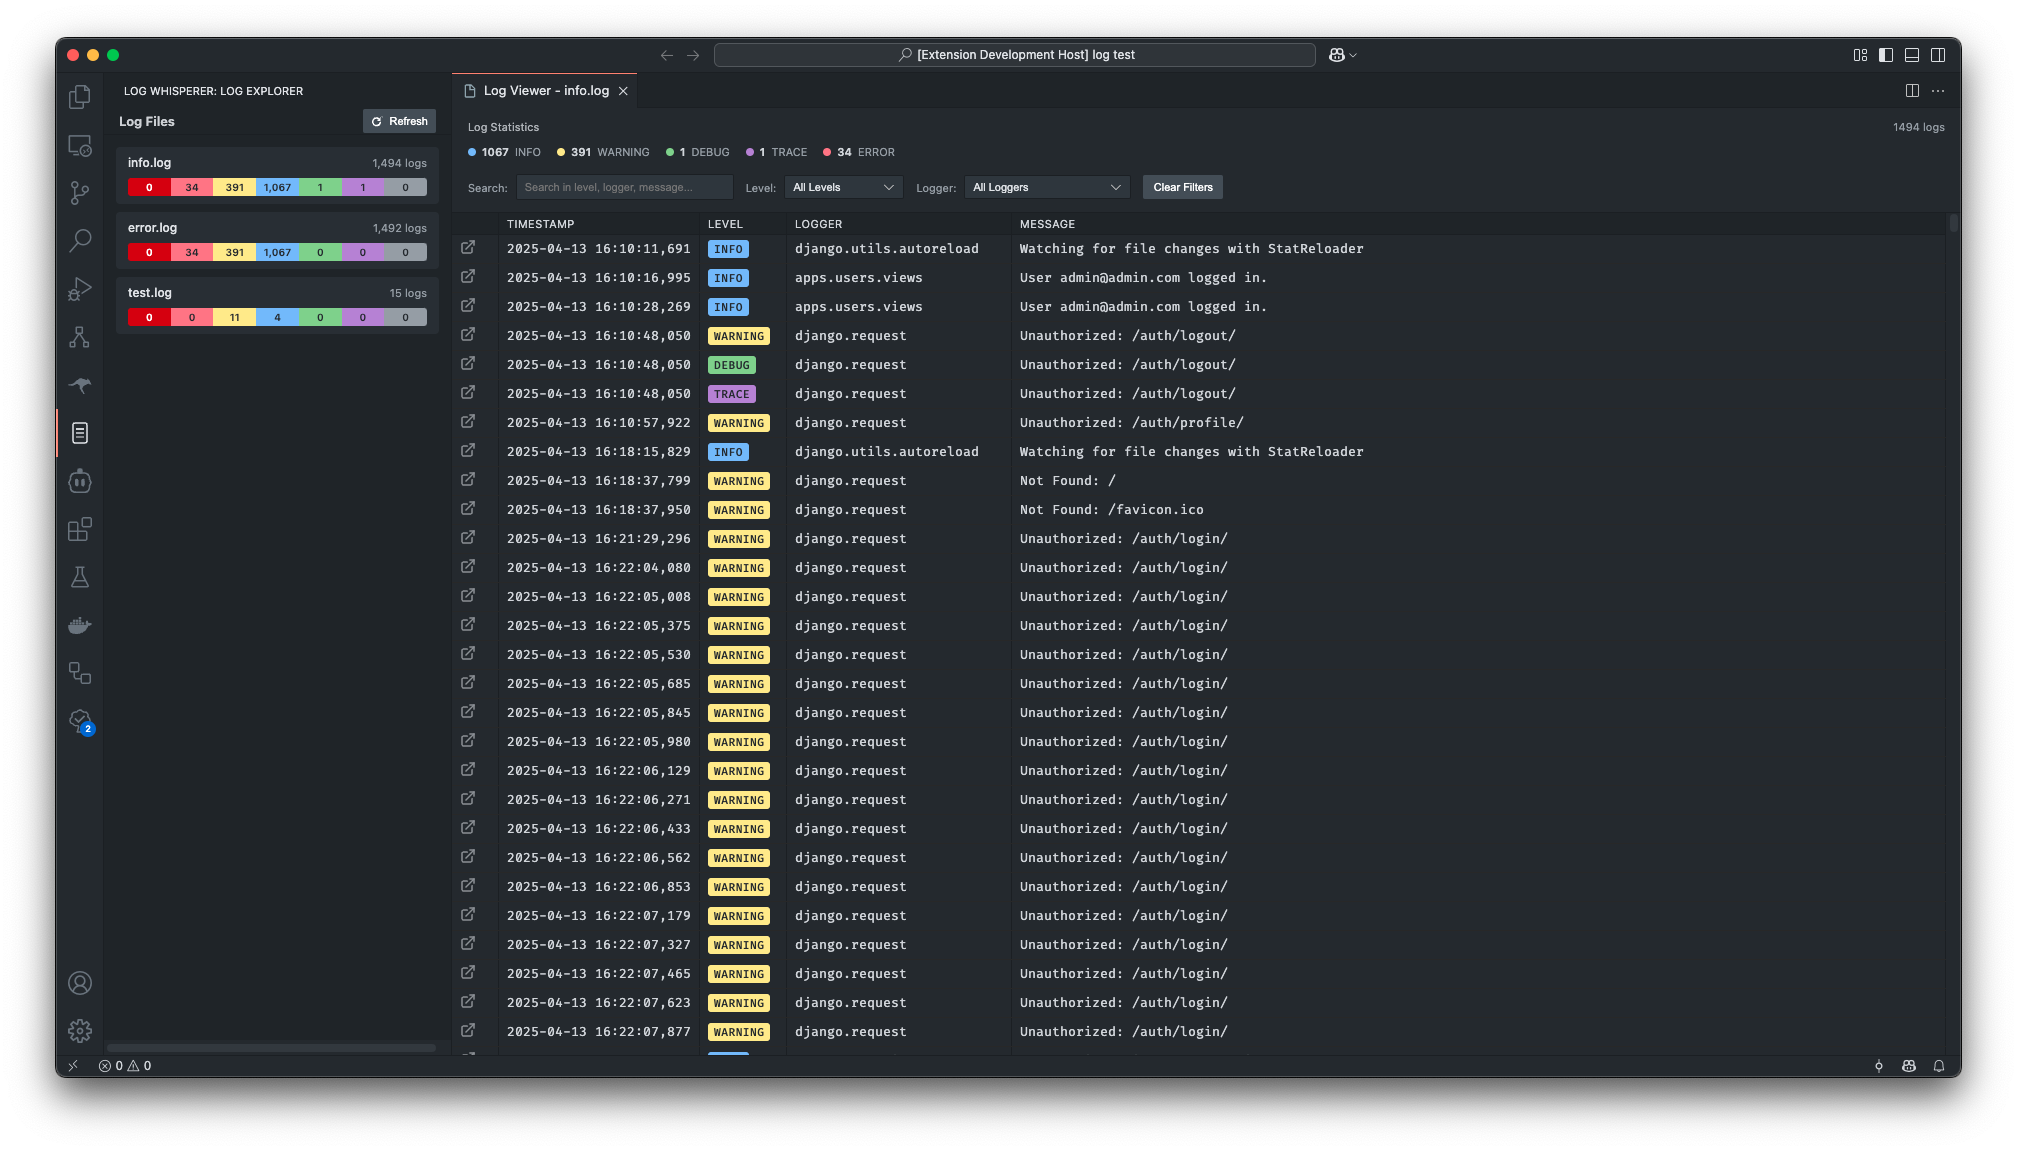 [Extension Development Host] log test
LOG WHISPERER: LOG EXPLORER
Log Files
Refresh
info.log 1,494 logs
0 34 391 1,067 1 1 0
error.log 1,492 logs
0 34 391 1,067 0 0 0
test.log 15 logs
0 0 11 4 0 0 0
2
0 0
Log Viewer - info.log
Log Statistics 1494 logs
1067 INFO 391 WARNING 1 DEBUG 1 TRACE 34 ERROR
Search: Search in level, logger, message... Level: All Levels Logger: All Loggers Clear Filters
TIMESTAMP LEVEL LOGGER MESSAGE
2025-04-13 16:10:11,691 INFO django.utils.autoreload Watching for file changes with StatReloader
2025-04-13 16:10:16,995 INFO apps.users.views User admin@admin.com logged in.
2025-04-13 16:10:28,269 INFO apps.users.views User admin@admin.com logged in.
2025-04-13 16:10:48,050 WARNING django.request Unauthorized: /auth/logout/
2025-04-13 16:10:48,050 DEBUG django.request Unauthorized: /auth/logout/
2025-04-13 16:10:48,050 TRACE django.request Unauthorized: /auth/logout/
2025-04-13 16:10:57,922 WARNING django.request Unauthorized: /auth/profile/
2025-04-13 16:18:15,829 INFO django.utils.autoreload Watching for file changes with StatReloader
2025-04-13 16:18:37,799 WARNING django.request Not Found: /
2025-04-13 16:18:37,950 WARNING django.request Not Found: /favicon.ico
2025-04-13 16:21:29,296 WARNING django.request Unauthorized: /auth/login/
2025-04-13 16:22:04,080 WARNING django.request Unauthorized: /auth/login/
2025-04-13 16:22:05,008 WARNING django.request Unauthorized: /auth/login/
2025-04-13 16:22:05,375 WARNING django.request Unauthorized: /auth/login/
2025-04-13 16:22:05,530 WARNING django.request Unauthorized: /auth/login/
2025-04-13 16:22:05,685 WARNING django.request Unauthorized: /auth/login/
2025-04-13 16:22:05,845 WARNING django.request Unauthorized: /auth/login/
2025-04-13 16:22:05,980 WARNING django.request Unauthorized: /auth/login/
2025-04-13 16:22:06,129 WARNING django.request Unauthorized: /auth/login/
2025-04-13 16:22:06,271 WARNING django.request Unauthorized: /auth/login/
2025-04-13 16:22:06,433 WARNING django.request Unauthorized: /auth/login/
2025-04-13 16:22:06,562 WARNING django.request Unauthorized: /auth/login/
2025-04-13 16:22:06,853 WARNING django.request Unauthorized: /auth/login/
2025-04-13 16:22:07,179 WARNING django.request Unauthorized: /auth/login/
2025-04-13 16:22:07,327 WARNING django.request Unauthorized: /auth/login/
2025-04-13 16:22:07,465 WARNING django.request Unauthorized: /auth/login/
2025-04-13 16:22:07,623 WARNING django.request Unauthorized: /auth/login/
2025-04-13 16:22:07,877 WARNING django.request Unauthorized: /auth/login/